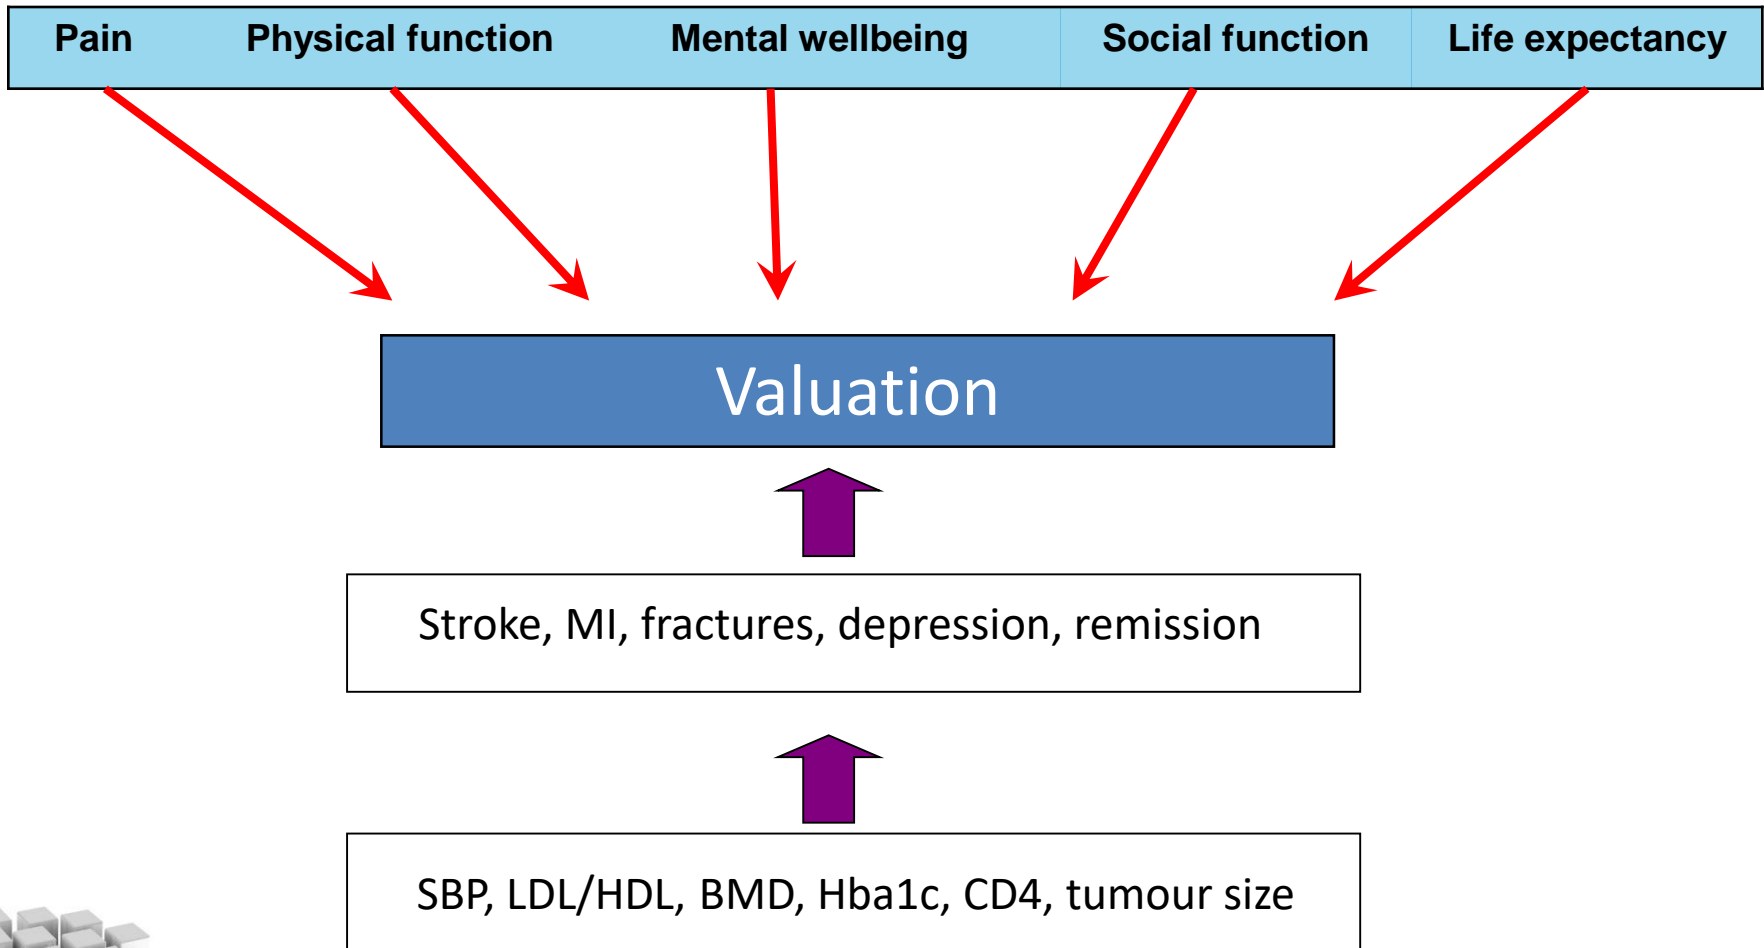 Pain Physical function Mental wellbeing Social function Life expectancy
Valuation
Stroke, MI, fractures, depression, remission
SBP, LDL/HDL, BMD, Hba1c, CD4, tumour size